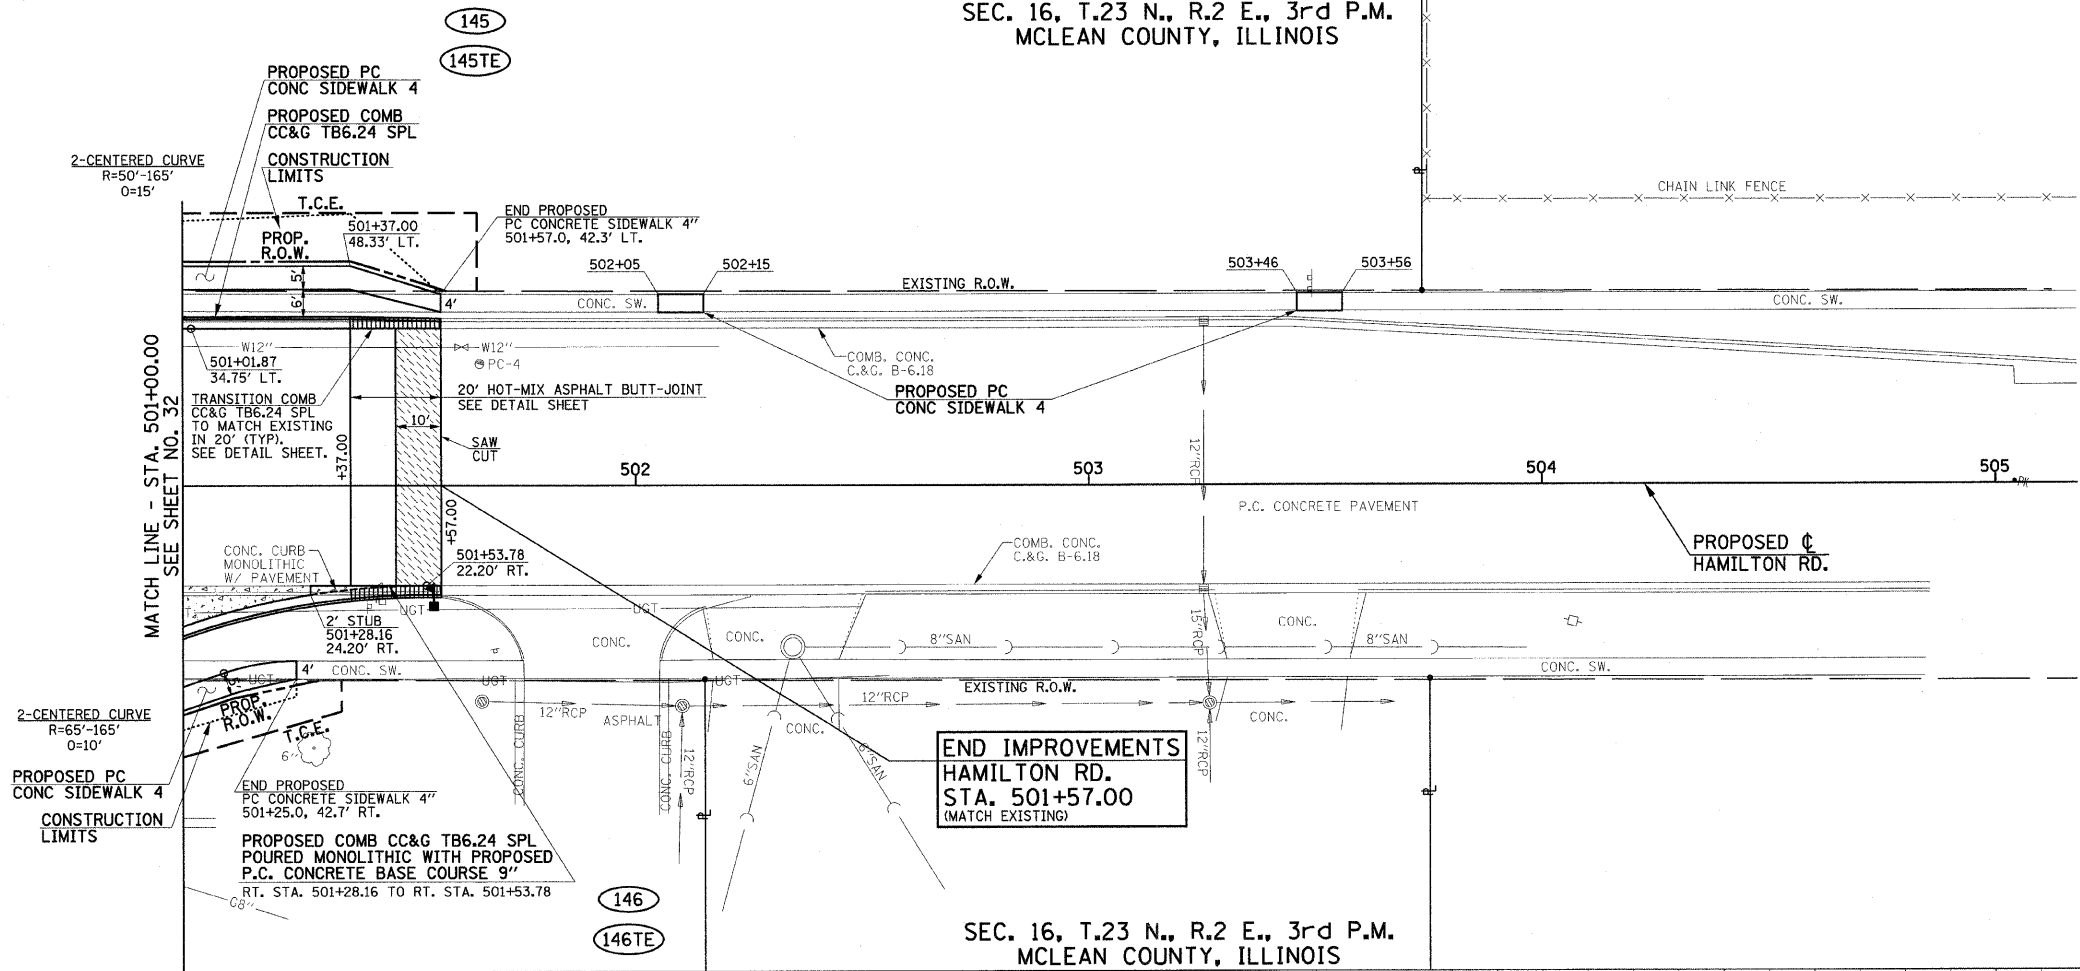 145
145TE
SEC. 16, T.23 N., R.2 E., 3rd P.M.
MCLEAN COUNTY, ILLINOIS
PROPOSED PC
CONC SIDEWALK 4
PROPOSED COMB
CC&G TB6.24 SPL
CONSTRUCTION
LIMITS
2-CENTERED CURVE
R=50'-165'
O=15'
T.C.E.
PROP.
R.O.W.
501+37.00
48.33' LT.
END PROPOSED
PC CONCRETE SIDEWALK 4"
501+57.0, 42.3' LT.
5'
6'
4'
502+05
502+15
503+46
503+56
CONC. SW.
EXISTING R.O.W.
CONC. SW.
CHAIN LINK FENCE
MATCH LINE - STA. 501+00.00
SEE SHEET NO. 32
W12"
W12"
PC-4
501+01.87
34.75' LT.
TRANSITION COMB
CC&G TB6.24 SPL
TO MATCH EXISTING
IN 20' (TYP).
SEE DETAIL SHEET.
20' HOT-MIX ASPHALT BUTT-JOINT
SEE DETAIL SHEET
10'
SAW
CUT
+37.00
+57.00
COMB. CONC.
C.&G. B-6.18
PROPOSED PC
CONC SIDEWALK 4
12"RCP
502
503
504
505
PK
P.C. CONCRETE PAVEMENT
PROPOSED ℄
HAMILTON RD.
COMB. CONC.
C.&G. B-6.18
CONC. CURB
MONOLITHIC
W/ PAVEMENT
501+53.78
22.20' RT.
UGT
UGT
2' STUB
501+28.16
24.20' RT.
CONC.
CONC.
8"SAN
15"RCP
CONC.
8"SAN
4'
CONC. SW.
CONC. SW.
UGT
5'
UGT
UGT
EXISTING R.O.W.
PROP.
R.O.W.
T.C.E.
6"
2-CENTERED CURVE
R=65'-165'
O=10'
12"RCP
ASPHALT
12"RCP
CONC.
CONC.
CONC. CURB
CONC. CURB
12"RCP
6"SAN
6"SAN
12"RCP
PROPOSED PC
CONC SIDEWALK 4
CONSTRUCTION
LIMITS
END PROPOSED
PC CONCRETE SIDEWALK 4"
501+25.0, 42.7' RT.
END IMPROVEMENTS
HAMILTON RD.
STA. 501+57.00
(MATCH EXISTING)
PROPOSED COMB CC&G TB6.24 SPL
POURED MONOLITHIC WITH PROPOSED
P.C. CONCRETE BASE COURSE 9"
RT. STA. 501+28.16 TO RT. STA. 501+53.78
G8"
146
146TE
SEC. 16, T.23 N., R.2 E., 3rd P.M.
MCLEAN COUNTY, ILLINOIS